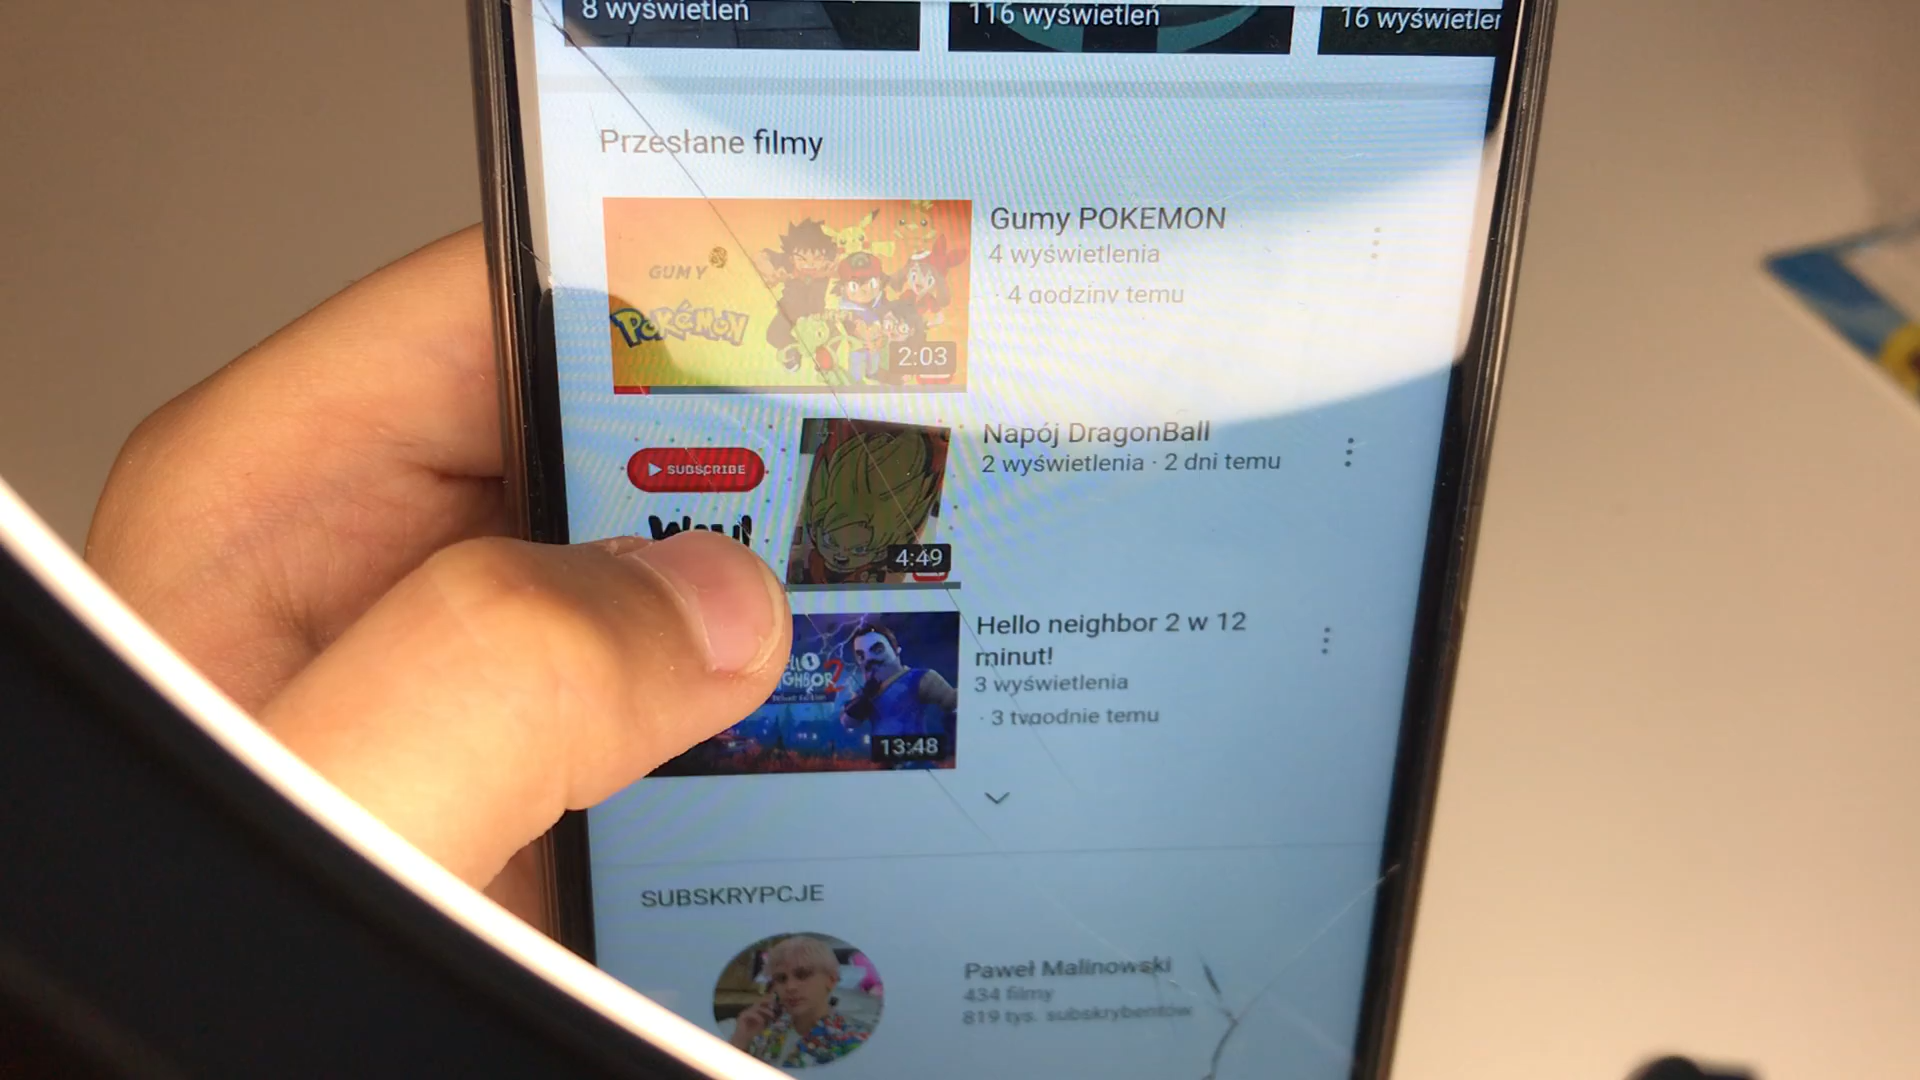 8 wyświetleń
116 wyświetleń
16 wyświetleń
Przesłane filmy
GUMY
POKéMON
2:03
Gumy POKEMON
4 wyświetlenia
· 4 godziny temu
SUBSCRIBE
4:49
Napój DragonBall
2 wyświetlenia · 2 dni temu
2
13:48
Hello neighbor 2 w 12
minut!
3 wyświetlenia
· 3 tygodnie temu
SUBSKRYPCJE
Paweł Malinowski
434 filmy
819 tys. subskrybentów